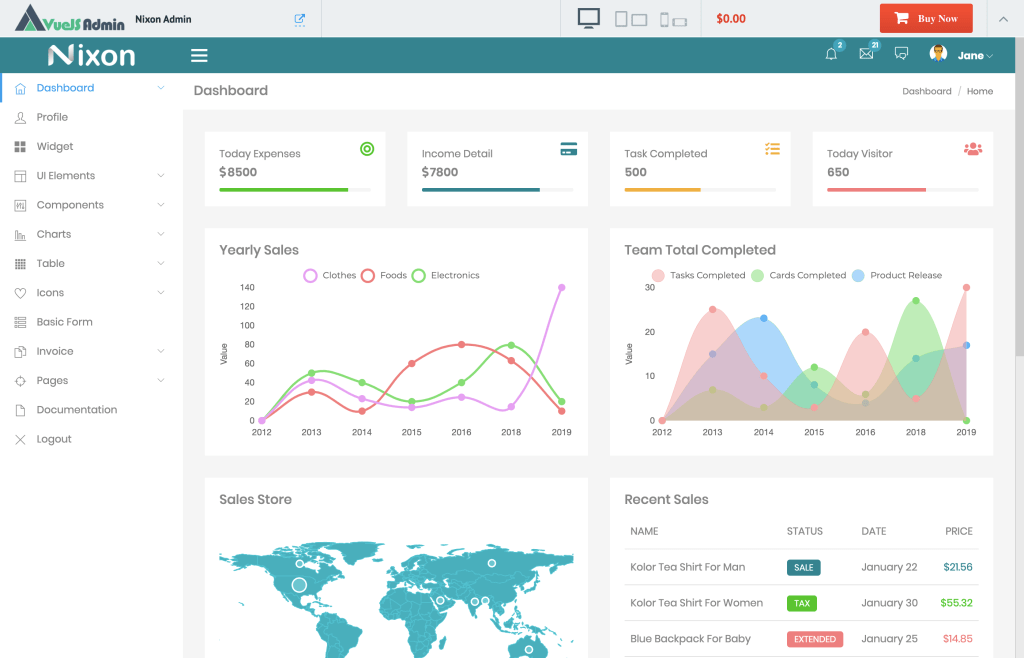 VueJS Admin
Nixon Admin
$0.00
Buy Now
Nixon
2
21
Jane
Dashboard
Profile
Widget
UI Elements
Components
Charts
Table
Icons
Basic Form
Invoice
Pages
Documentation
Logout
Dashboard
Dashboard / Home
Today Expenses
$8500
Income Detail
$7800
Task Completed
500
Today Visitor
650
Yearly Sales
Clothes Foods Electronics
Value
140
120
100
80
60
40
20
0
2012 2013 2014 2015 2016 2018 2019
Team Total Completed
Tasks Completed Cards Completed Product Release
Value
30
20
10
0
2012 2013 2014 2015 2016 2018 2019
Sales Store
Recent Sales
NAME STATUS DATE PRICE
Kolor Tea Shirt For Man SALE January 22 $21.56
Kolor Tea Shirt For Women TAX January 30 $55.32
Blue Backpack For Baby EXTENDED January 25 $14.85